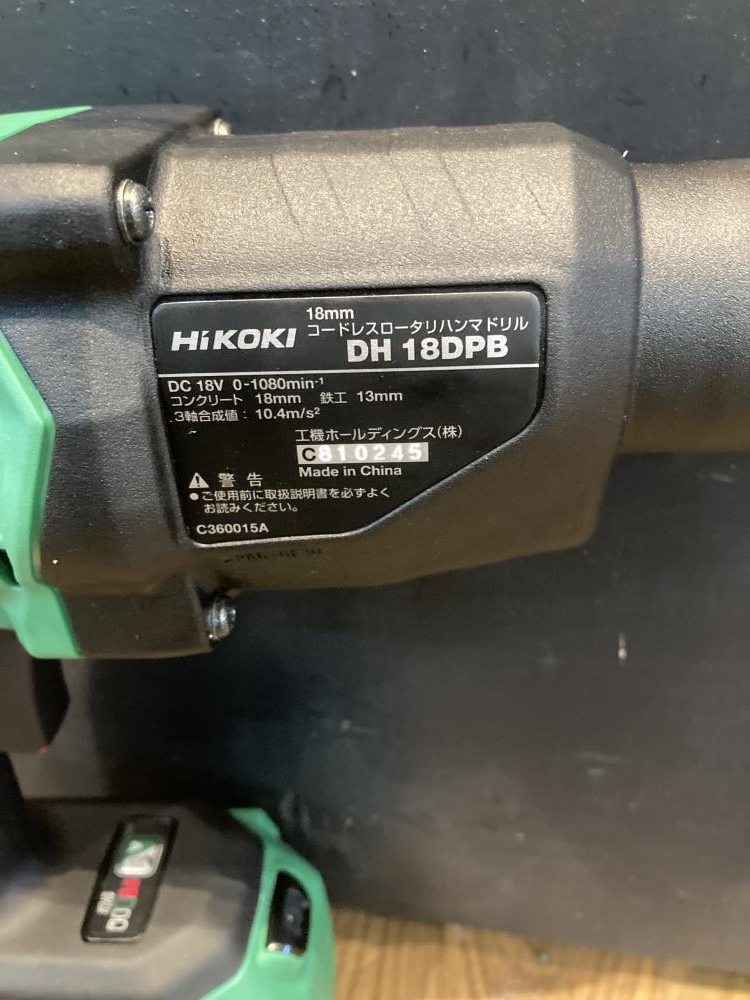 18mm
HiKOKI コードレスロータリハンマドリル
DH 18DPB
DC 18V 0-1080min⁻¹
コンクリート 18mm 鉄工 13mm
3軸合成値：10.4m/s²
工機ホールディングス(株)
C810245
Made in China
警告
●ご使用前に取扱説明書を必ずよく
お読みください。
C360015A